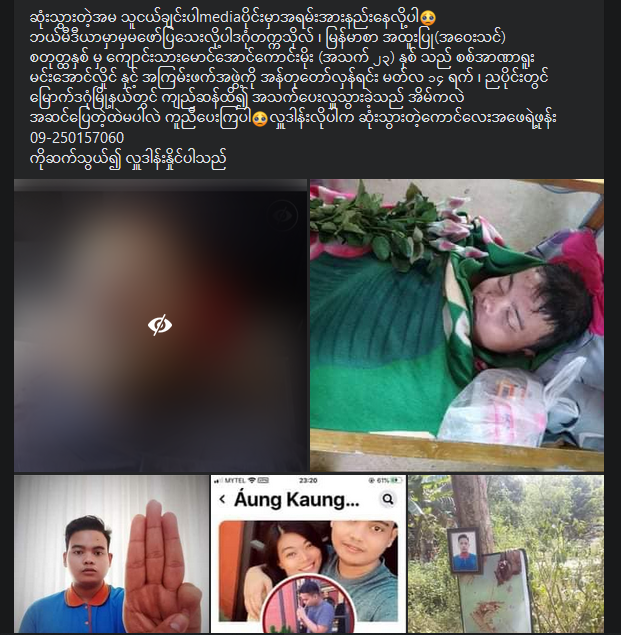 ဆုံးသွားတဲ့အမ သူငယ်ချင်းပါmediaပိုင်းမှာအရမ်းအားနည်းနေလို့ပါ🥺
ဘယ်မီဒီယာမှာမှမဖော်ပြသေးလို့ပါဒဂုံတက္ကသိုလ် ၊ မြန်မာစာ အထူးပြု(အဝေးသင်)
စတုတ္ထနှစ် မှ ကျောင်းသားမောင်အောင်ကောင်းမိုး (အသက် ၂၃) နှစ် သည် စစ်အာဏာရူး
မင်းအောင်လှိုင် နှင့် အကြမ်းဖက်အဖွဲ့ကို အန်တုတော်လှန်ရင်း မတ်လ ၁၄ ရက် ၊ ညပိုင်းတွင်
မြောက်ဒဂုံမြို့နယ်တွင် ကျည်ဆန်ထိ၍ အသက်ပေးလှူသွားခဲ့သည် အိမ်ကလဲ
အဆင်ပြေတဲ့ထဲမပါလဲ ကူညီပေးကြပါ🥺လှူဒါန်းလိုပါက ဆုံးသွားတဲ့ကောင်လေးအဖေရဲ့ဖုန်း
09-250157060
ကိုဆက်သွယ်၍ လှူဒါန်းနိုင်ပါသည်
MYTEL 23:20 61%
Áung Kaung...